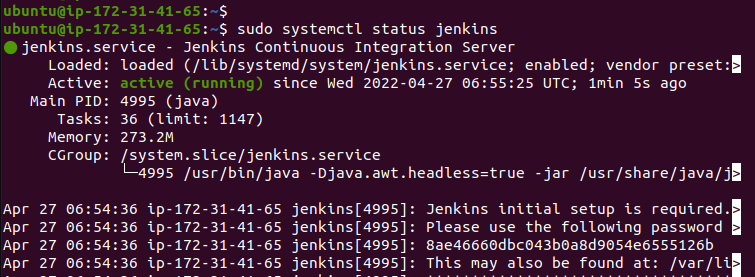 ubuntu@ip-172-31-41-65:~$
ubuntu@ip-172-31-41-65:~$ sudo systemctl status jenkins
● jenkins.service - Jenkins Continuous Integration Server
Loaded: loaded (/lib/systemd/system/jenkins.service; enabled; vendor preset:>
Active: active (running) since Wed 2022-04-27 06:55:25 UTC; 1min 5s ago
Main PID: 4995 (java)
Tasks: 36 (limit: 1147)
Memory: 273.2M
CGroup: /system.slice/jenkins.service
└─4995 /usr/bin/java -Djava.awt.headless=true -jar /usr/share/java/j>
Apr 27 06:54:36 ip-172-31-41-65 jenkins[4995]: Jenkins initial setup is required.>
Apr 27 06:54:36 ip-172-31-41-65 jenkins[4995]: Please use the following password >
Apr 27 06:54:36 ip-172-31-41-65 jenkins[4995]: 8ae46660dbc043b0a8d9054e6555126b
Apr 27 06:54:36 ip-172-31-41-65 jenkins[4995]: This may also be found at: /var/li>